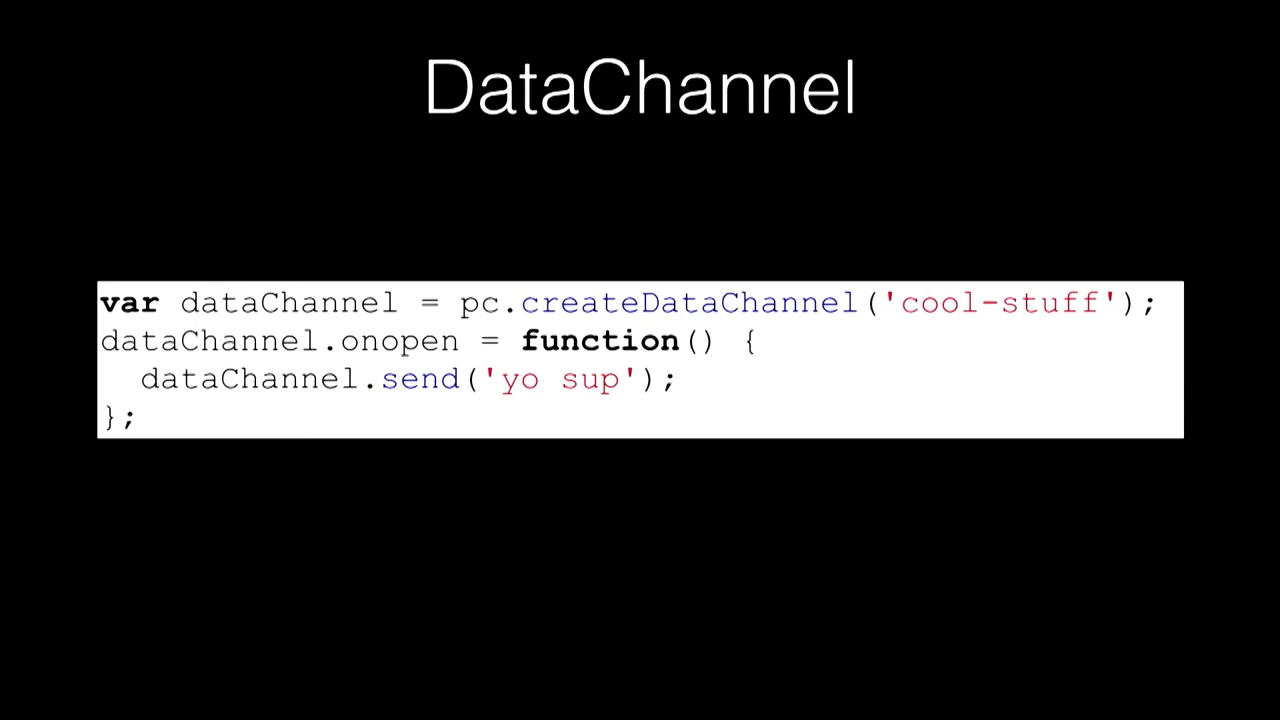 DataChannel
var dataChannel = pc.createDataChannel('cool-stuff');
dataChannel.onopen = function() {
  dataChannel.send('yo sup');
};